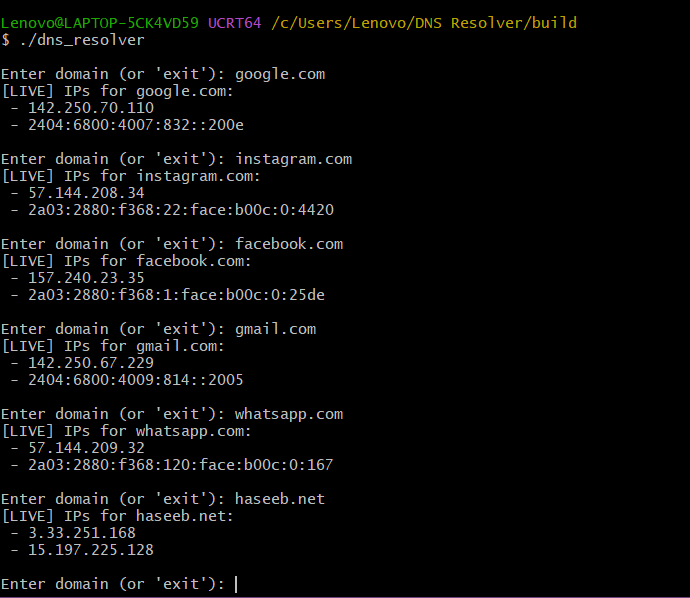 Lenovo@LAPTOP-5CK4VD59 UCRT64 /c/Users/Lenovo/DNS Resolver/build
$ ./dns_resolver
Enter domain (or 'exit'): google.com
[LIVE] IPs for google.com:
- 142.250.70.110
- 2404:6800:4007:832::200e
Enter domain (or 'exit'): instagram.com
[LIVE] IPs for instagram.com:
- 57.144.208.34
- 2a03:2880:f368:22:face:b00c:0:4420
Enter domain (or 'exit'): facebook.com
[LIVE] IPs for facebook.com:
- 157.240.23.35
- 2a03:2880:f368:1:face:b00c:0:25de
Enter domain (or 'exit'): gmail.com
[LIVE] IPs for gmail.com:
- 142.250.67.229
- 2404:6800:4009:814::2005
Enter domain (or 'exit'): whatsapp.com
[LIVE] IPs for whatsapp.com:
- 57.144.209.32
- 2a03:2880:f368:120:face:b00c:0:167
Enter domain (or 'exit'): haseeb.net
[LIVE] IPs for haseeb.net:
- 3.33.251.168
- 15.197.225.128
Enter domain (or 'exit'):